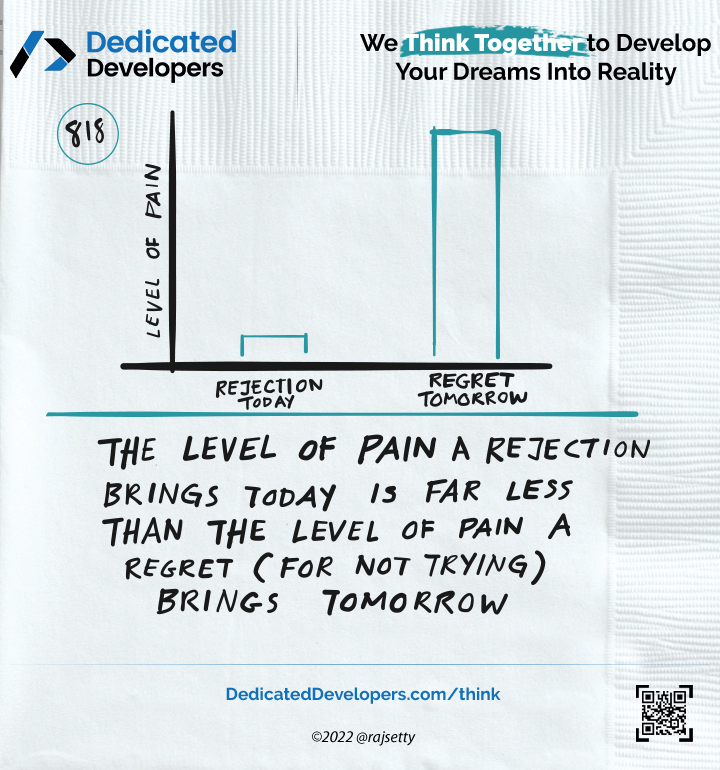 Dedicated
Developers
We Think Together to Develop
Your Dreams Into Reality
818
LEVEL OF PAIN
REJECTION
TODAY
REGRET
TOMORROW
THE LEVEL OF PAIN A REJECTION
BRINGS TODAY IS FAR LESS
THAN THE LEVEL OF PAIN A
REGRET (FOR NOT TRYING)
BRINGS TOMORROW
DedicatedDevelopers.com/think
©2022 @rajsetty